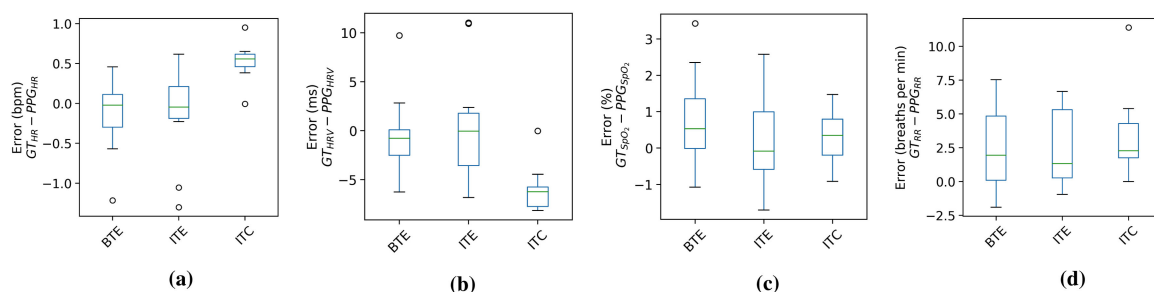 Error (bpm)
GT_HR − PPG_HR
1.0
0.5
0.0
−0.5
−1.0
BTE
ITE
ITC
(a)
Error (ms)
GT_HRV − PPG_HRV
10
5
0
−5
BTE
ITE
ITC
(b)
Error (%)
GT_SpO₂ − PPG_SpO₂
3
2
1
0
−1
BTE
ITE
ITC
(c)
Error (breaths per min)
GT_RR − PPG_RR
10.0
7.5
5.0
2.5
0.0
−2.5
BTE
ITE
ITC
(d)